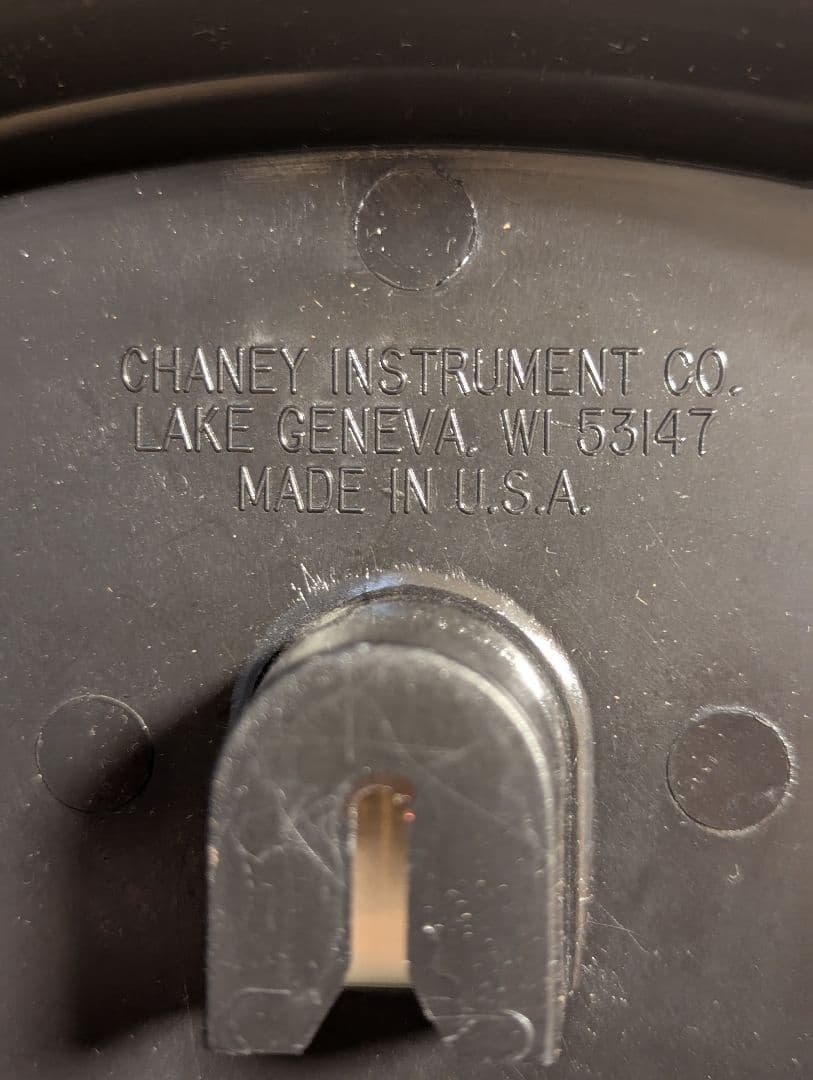 CHANEY INSTRUMENT CO.
LAKE GENEVA, WI 53147
MADE IN U.S.A.